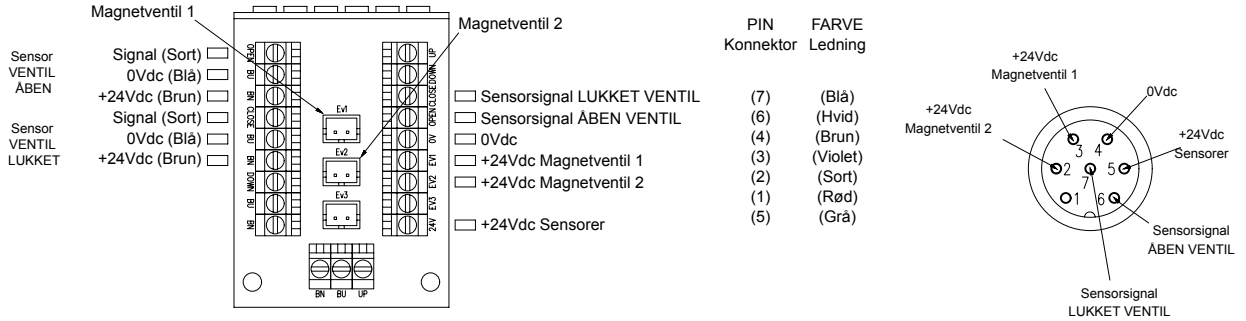 Magnetventil 1
Magnetventil 2
Sensor
VENTIL
ÅBEN
Signal (Sort)
0Vdc (Blå)
+24Vdc (Brun)
Sensor
VENTIL
LUKKET
Signal (Sort)
0Vdc (Blå)
+24Vdc (Brun)
OPEN
BU
BN
CLOSE
BU
BN
DOWN
BU
BN
Ev1
Ev2
Ev3
BN BU UP
UP
DOWN
CLOSE
OPEN
0V
EV1
EV2
EV3
24V
Sensorsignal LUKKET VENTIL
Sensorsignal ÅBEN VENTIL
0Vdc
+24Vdc Magnetventil 1
+24Vdc Magnetventil 2
+24Vdc Sensorer
PIN FARVE
Konnektor Ledning
(7) (Blå)
(6) (Hvid)
(4) (Brun)
(3) (Violet)
(2) (Sort)
(1) (Rød)
(5) (Grå)
+24Vdc
Magnetventil 1
0Vdc
+24Vdc
Magnetventil 2
+24Vdc
Sensorer
3 4
2 7 5
1 6
Sensorsignal
ÅBEN VENTIL
Sensorsignal
LUKKET VENTIL